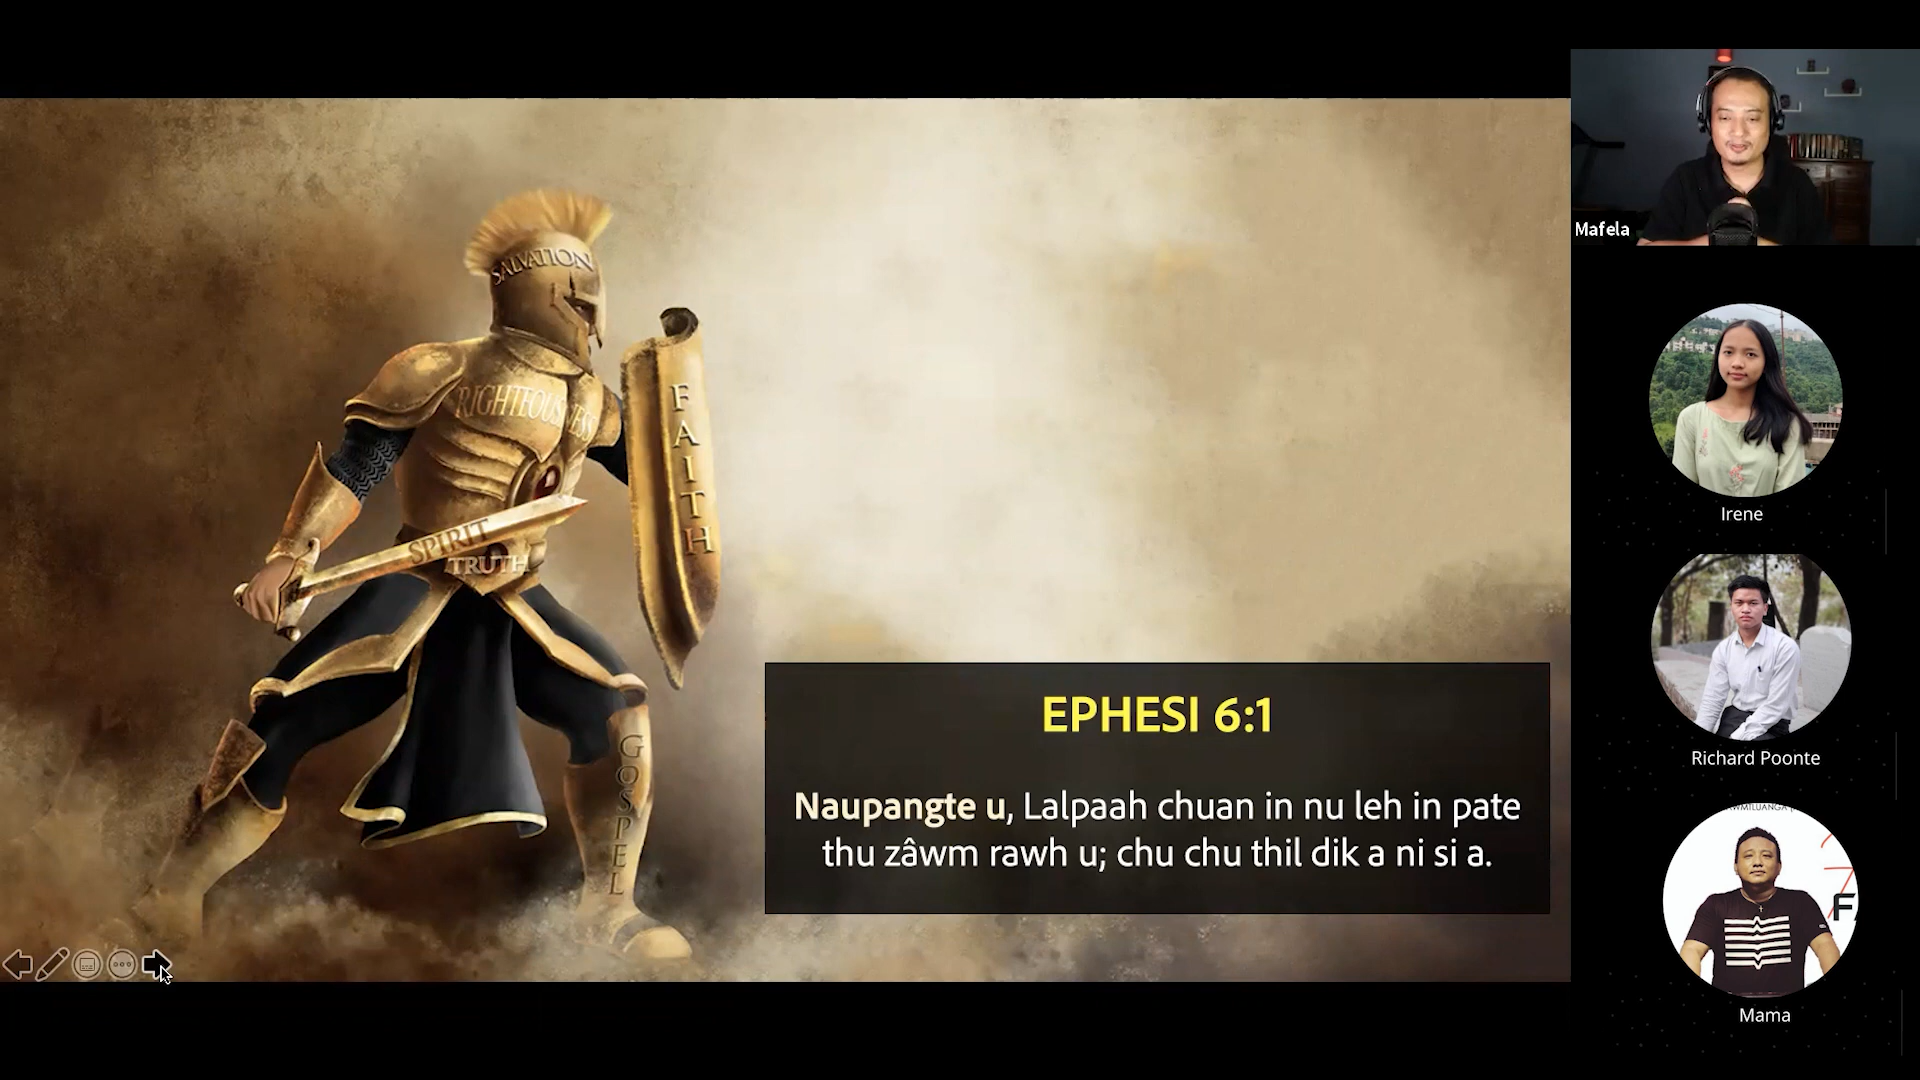 SALVATION
RIGHTEOUSNESS
FAITH
SPIRIT
TRUTH
GOSPEL
EPHESI 6:1
Naupangte u, Lalpaah chuan in nu leh in pate
thu zâwm rawh u; chu chu thil dik a ni si a.
Mafela
Irene
Richard Poonte
Mama